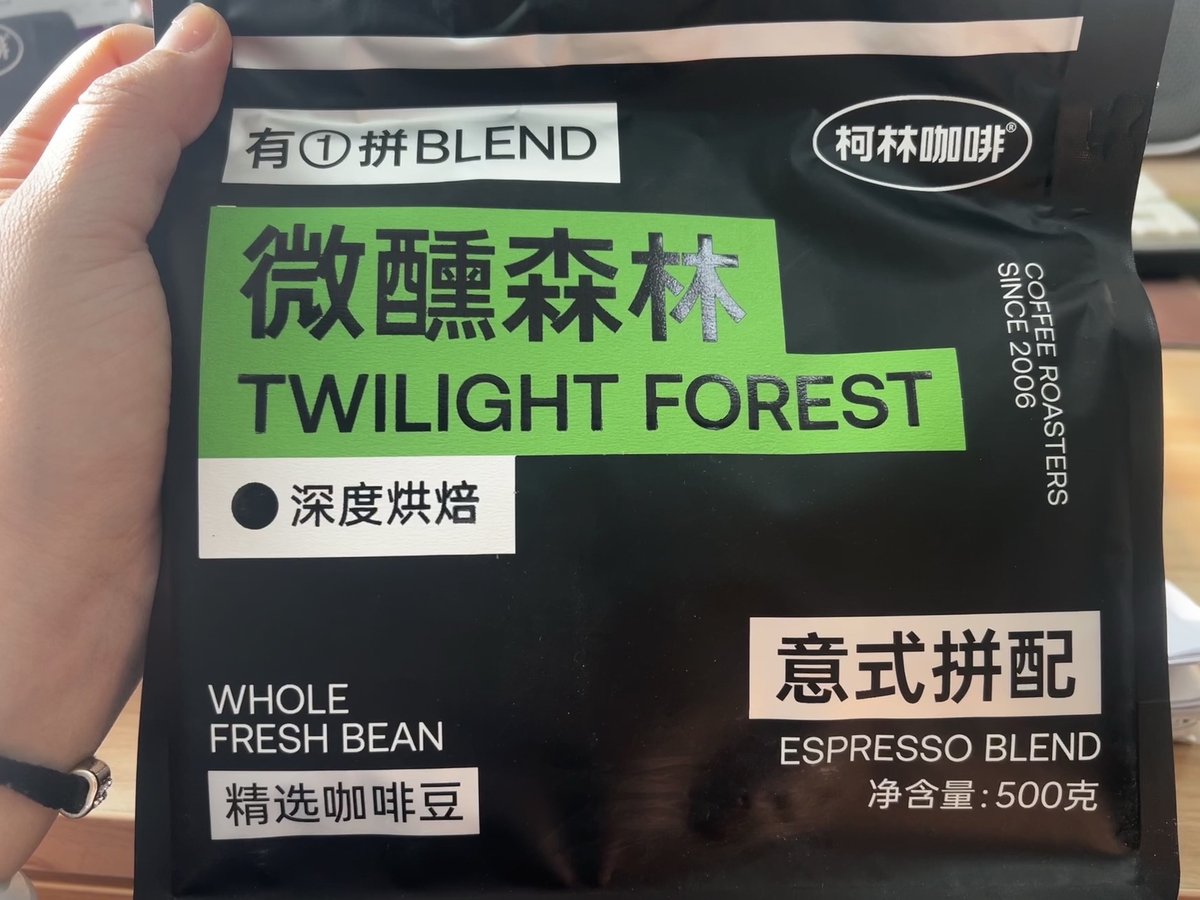 有①拼BLEND
柯林咖啡®
微醺森林
TWILIGHT FOREST
COFFEE ROASTERS
SINCE 2006
深度烘焙
WHOLE
FRESH BEAN
精选咖啡豆
意式拼配
ESPRESSO BLEND
净含量:500克